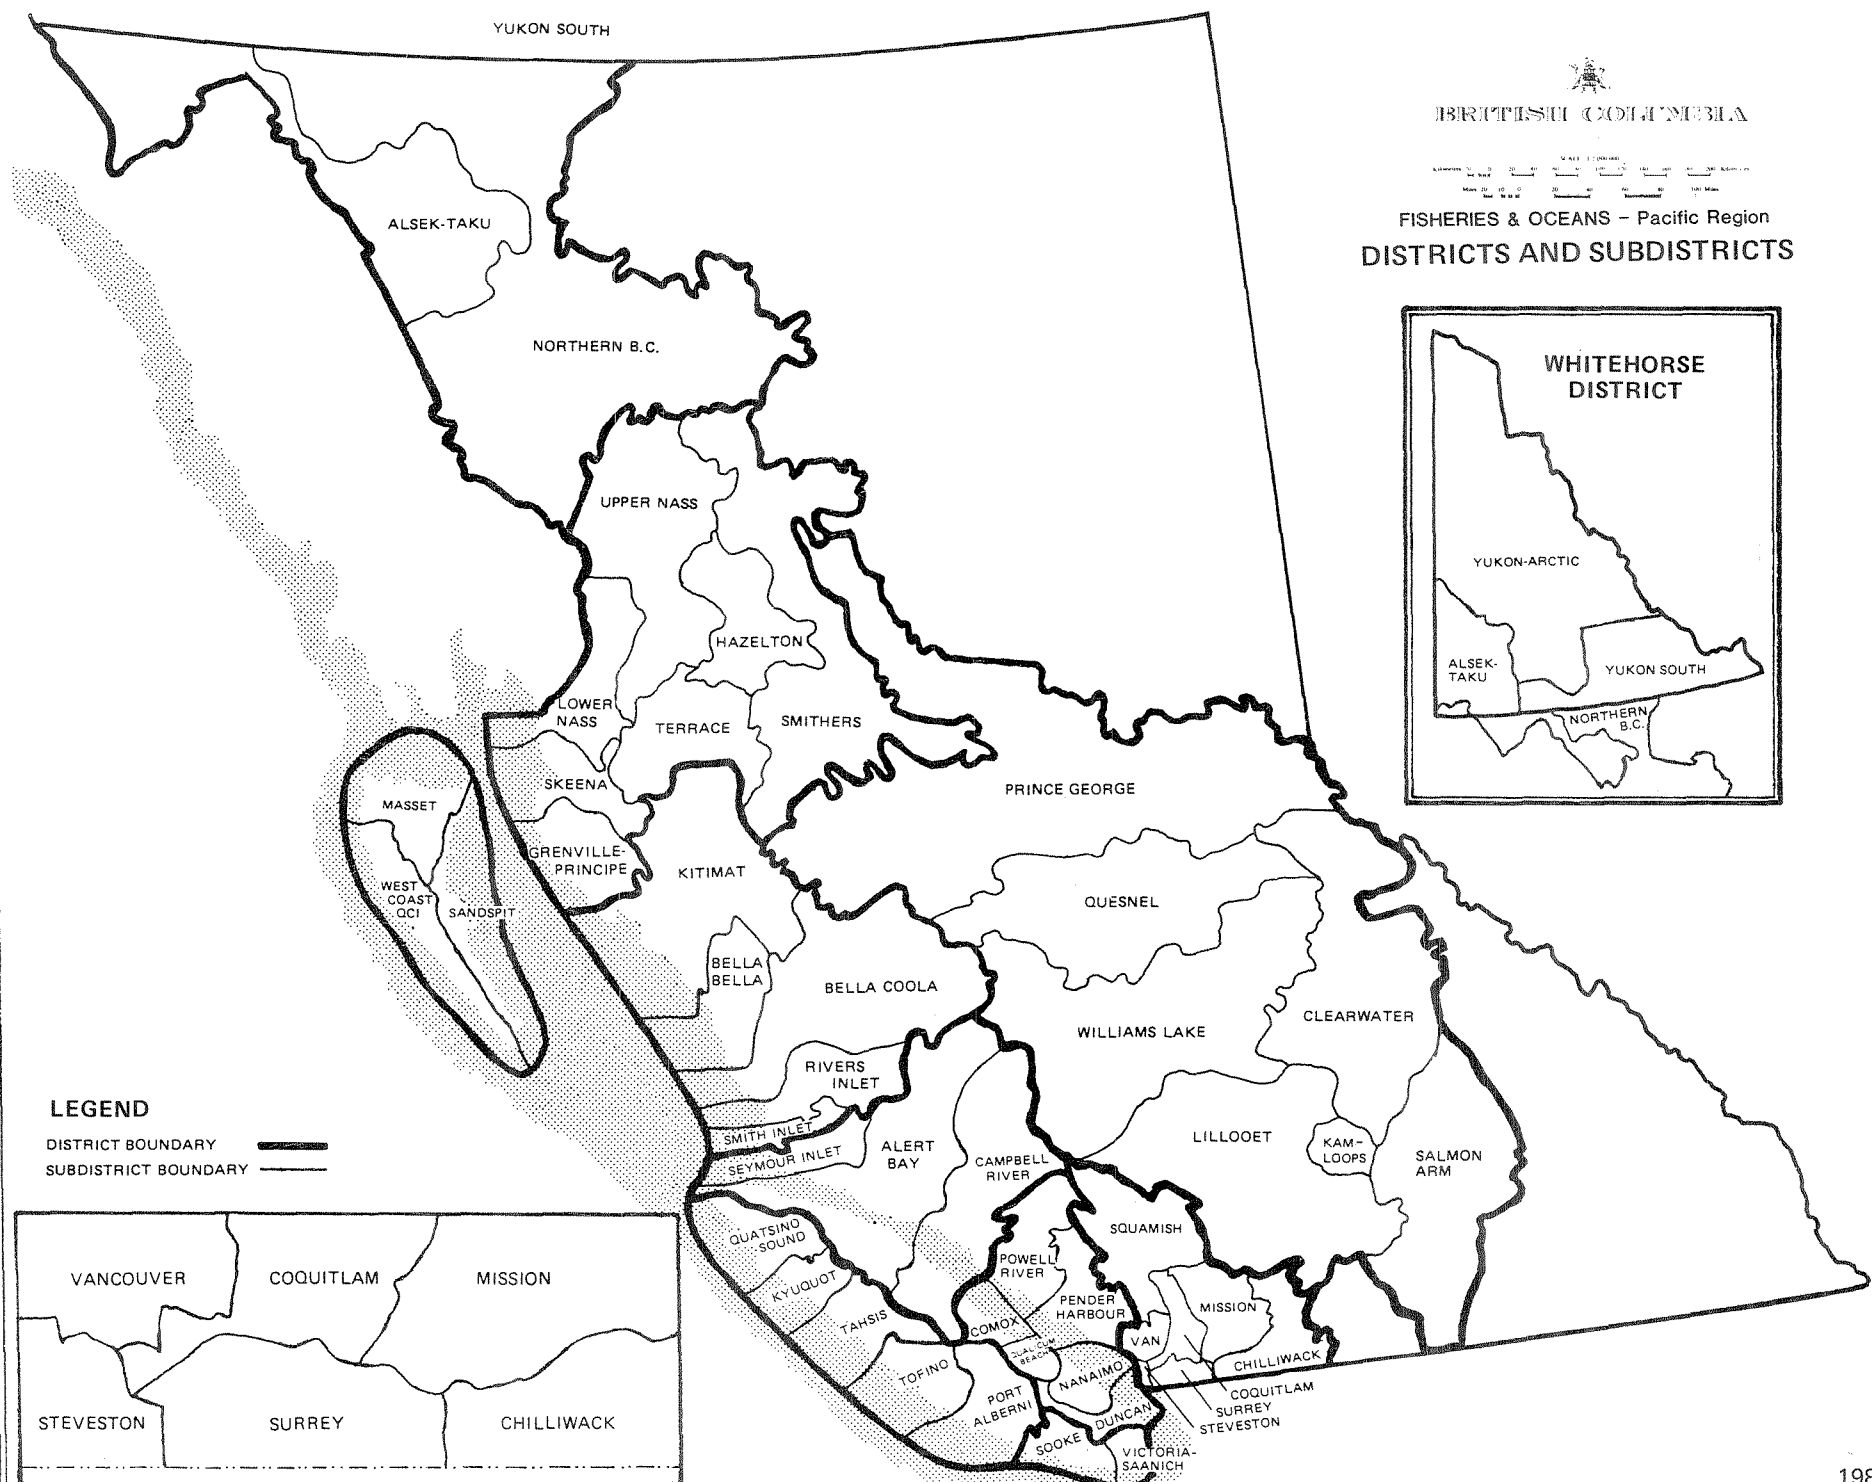 YUKON SOUTH
BRITISH COLUMBIA
FISHERIES & OCEANS – Pacific Region
DISTRICTS AND SUBDISTRICTS
ALSEK-TAKU
NORTHERN B.C.
WHITEHORSE
DISTRICT
YUKON-ARCTIC
ALSEK-
TAKU
YUKON SOUTH
NORTHERN
B.C.
UPPER NASS
HAZELTON
LOWER
NASS
TERRACE
SMITHERS
SKEENA
PRINCE GEORGE
MASSET
GRENVILLE-
PRINCIPE
KITIMAT
WEST
COAST
QCI
SANDSPIT
QUESNEL
BELLA
BELLA
BELLA COOLA
WILLIAMS LAKE
CLEARWATER
RIVERS
INLET
SMITH INLET
SEYMOUR INLET
ALERT
BAY
CAMPBELL
RIVER
LILLOOET
KAM-
LOOPS
SALMON
ARM
LEGEND
DISTRICT BOUNDARY
SUBDISTRICT BOUNDARY
QUATSINO
SOUND
KYUQUOT
TAHSIS
TOFINO
SQUAMISH
POWELL
RIVER
PENDER
HARBOUR
COMOX
QUALICUM
BEACH
NANAIMO
PORT
ALBERNI
DUNCAN
SOOKE
VICTORIA-
SAANICH
VAN
MISSION
CHILLIWACK
COQUITLAM
SURREY
STEVESTON
VANCOUVER
COQUITLAM
MISSION
STEVESTON
SURREY
CHILLIWACK
198